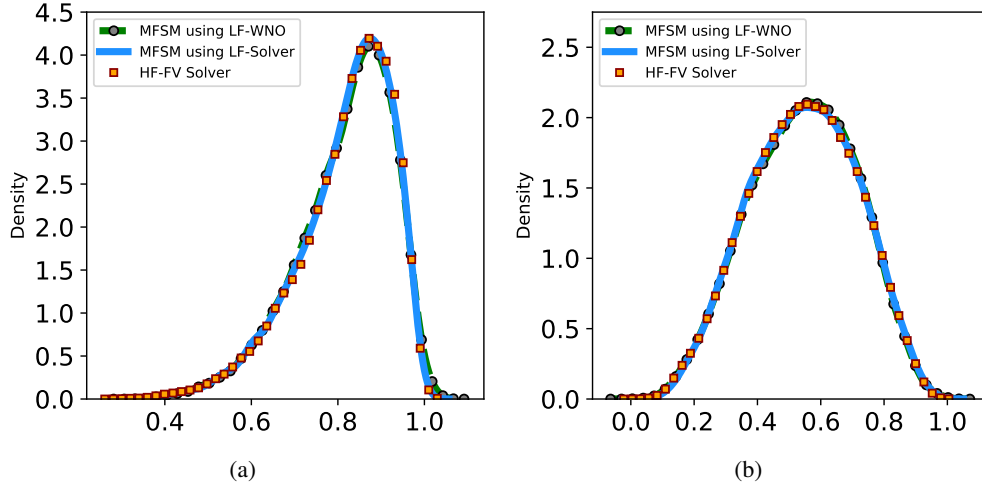 MFSM using LF-WNO
MFSM using LF-Solver
HF-FV Solver
Density
4.5
4.0
3.5
3.0
2.5
2.0
1.5
1.0
0.5
0.0
0.4
0.6
0.8
1.0
(a)
MFSM using LF-WNO
MFSM using LF-Solver
HF-FV Solver
Density
2.5
2.0
1.5
1.0
0.5
0.0
0.0
0.2
0.4
0.6
0.8
1.0
(b)